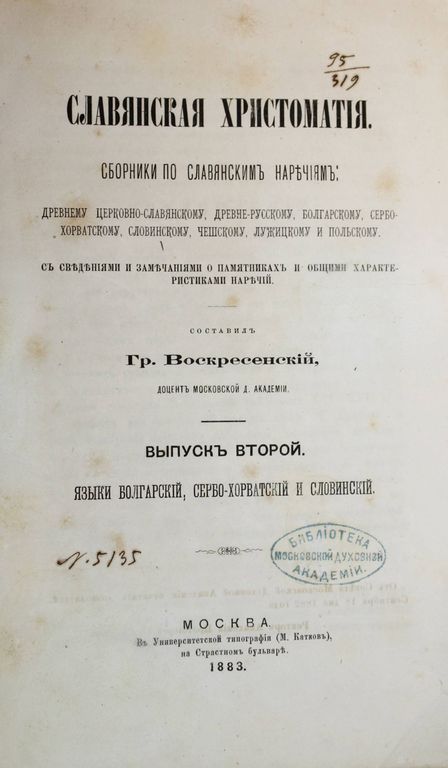 95
319
СЛАВЯНСКАЯ ХРИСТОМАТІЯ.
СБОРНИКИ ПО СЛАВЯНСКИМЪ НАРѢЧІЯМЪ:
ДРЕВНЕМУ ЦЕРКОВНО-СЛАВЯНСКОМУ, ДРЕВНЕ-РУССКОМУ, БОЛГАРСКОМУ, СЕРБО-
ХОРВАТСКОМУ, СЛОВИНСКОМУ, ЧЕШСКОМУ, ЛУЖИЦКОМУ И ПОЛЬСКОМУ.
СЪ СВѢДѢНІЯМИ И ЗАМѢЧАНІЯМИ О ПАМЯТНИКАХЪ И ОБЩИМИ ХАРАКТЕ-
РИСТИКАМИ НАРѢЧІЙ.
СОСТАВИЛЪ
Гр. Воскресенскій,
ДОЦЕНТЪ МОСКОВСКОЙ Д. АКАДЕМІИ.
ВЫПУСКЪ ВТОРОЙ.
ЯЗЫКИ БОЛГАРСКІЙ, СЕРБО-ХОРВАТСКІЙ И СЛОВИНСКІЙ.
N. 5135
БИБЛІОТЕКА
МОСКОВСКОЙ ДУХОВНОЙ
АКАДЕМІИ.
МОСКВА.
Въ Университетской типографіи (М. Катковъ),
на Страстномъ бульварѣ.
1883.